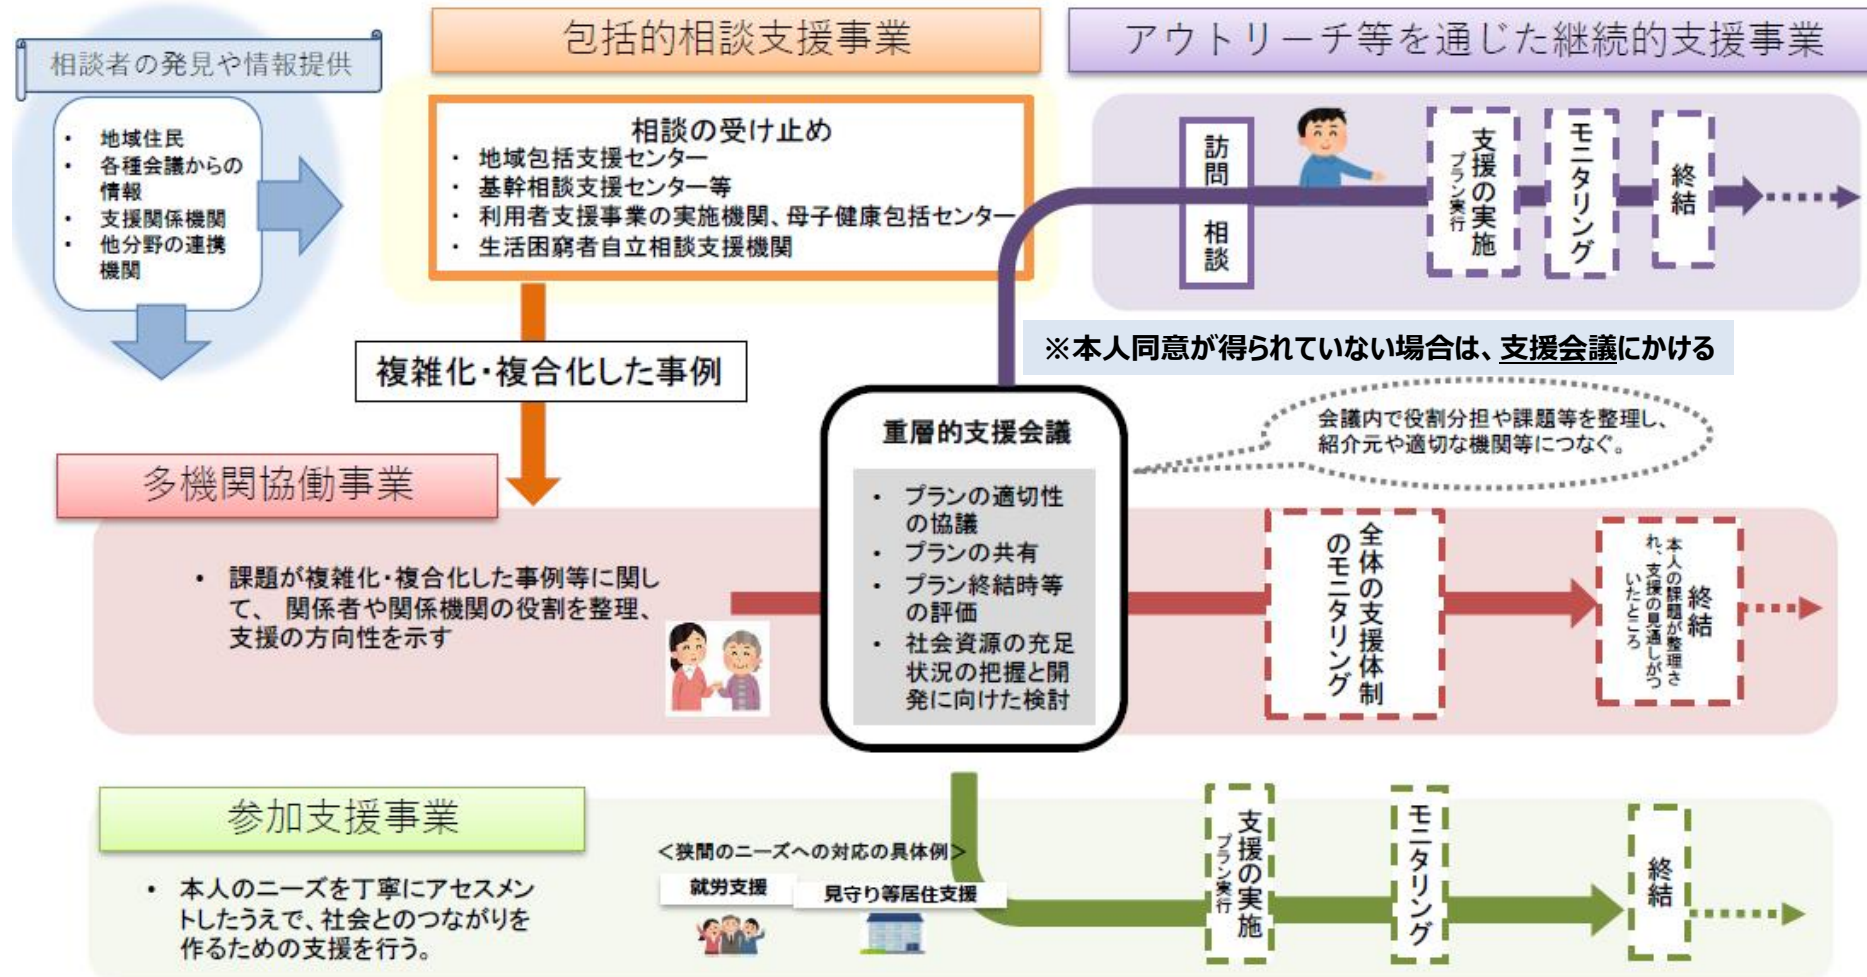 相談者の発見や情報提供
・ 地域住民
・ 各種会議からの
情報
・ 支援関係機関
・ 他分野の連携
機関
包括的相談支援事業
相談の受け止め
・ 地域包括支援センター
・ 基幹相談支援センター等
・ 利用者支援事業の実施機関、母子健康包括センター
・ 生活困窮者自立相談支援機関
複雑化・複合化した事例
アウトリーチ等を通じた継続的支援事業
訪問
相談
支援の実施
プラン実行
モニタリング
終結
※本人同意が得られていない場合は、支援会議にかける
会議内で役割分担や課題等を整理し、
紹介元や適切な機関等につなぐ。
重層的支援会議
・ プランの適切性
の協議
・ プランの共有
・ プラン終結時等
の評価
・ 社会資源の充足
状況の把握と開
発に向けた検討
多機関協働事業
・ 課題が複雑化・複合化した事例等に関し
て、 関係者や関係機関の役割を整理、
支援の方向性を示す
全体の支援体制
のモニタリング
終結
本人の課題が整理さ
れ、支援の見通しがつ
いたところ
参加支援事業
・ 本人のニーズを丁寧にアセスメン
トしたうえで、社会とのつながりを
作るための支援を行う。
<狭間のニーズへの対応の具体例>
就労支援
見守り等居住支援
支援の実施
プラン実行
モニタリング
終結